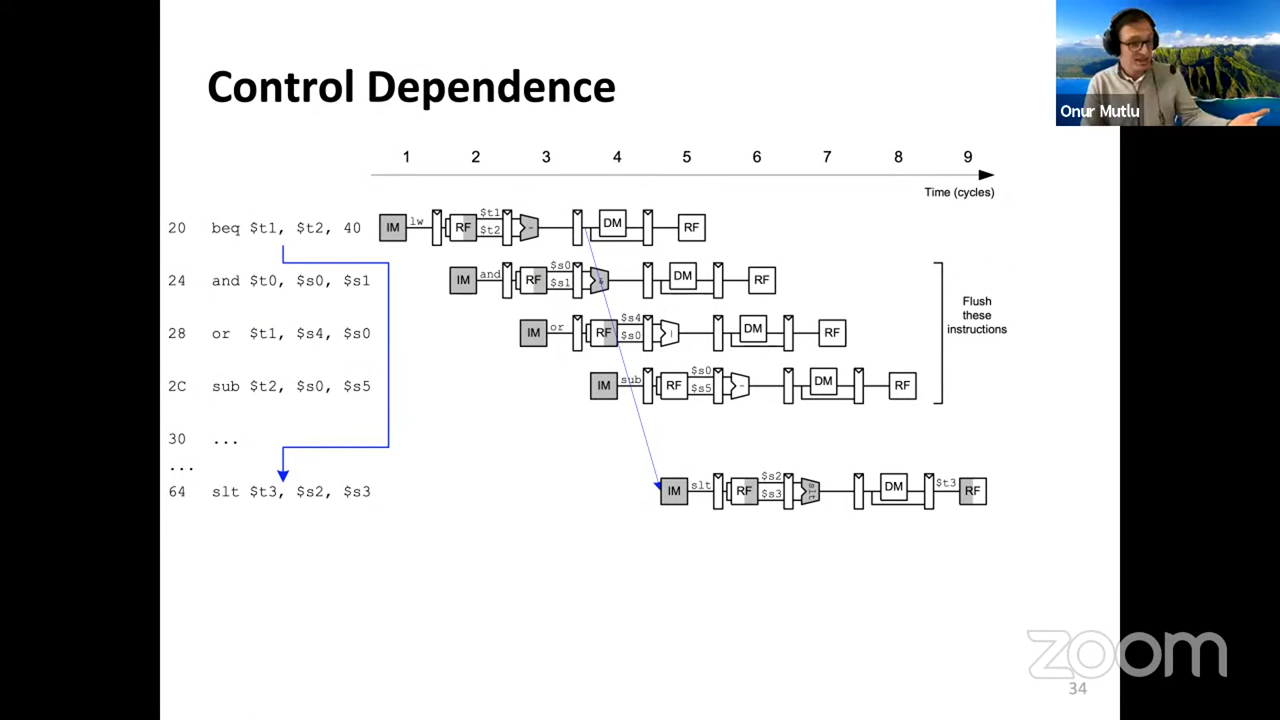 Control Dependence
Onur Mutlu
1 2 3 4 5 6 7 8 9
Time (cycles)
20 beq $t1, $t2, 40 IM lw RF $t1 $t2 - DM RF
24 and $t0, $s0, $s1 IM and RF $s0 $s1 & DM RF
28 or $t1, $s4, $s0 IM or RF $s4 $s0 | DM RF
2C sub $t2, $s0, $s5 IM sub RF $s0 $s5 - DM RF
Flush
these
instructions
30 ...
...
64 slt $t3, $s2, $s3 IM slt RF $s2 $s3 slt DM $t3 RF
zoom
34